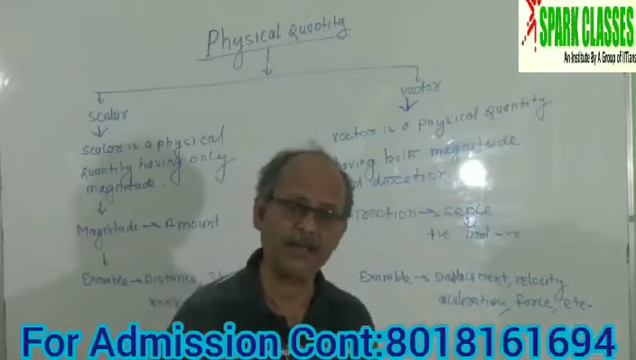 SPARK CLASSES
An Institute By A Group of IITians
Physical Quantity
scalar
scalar is a physical
quantity having only
magnitude.
Magnitude → Amount
Example → Distance,
vector
vector is a physical quantity
having both magnitude
direction → sense
+ve and -ve
Example → Displacement, velocity
acceleration, force, etc.
For Admission Cont:8018161694